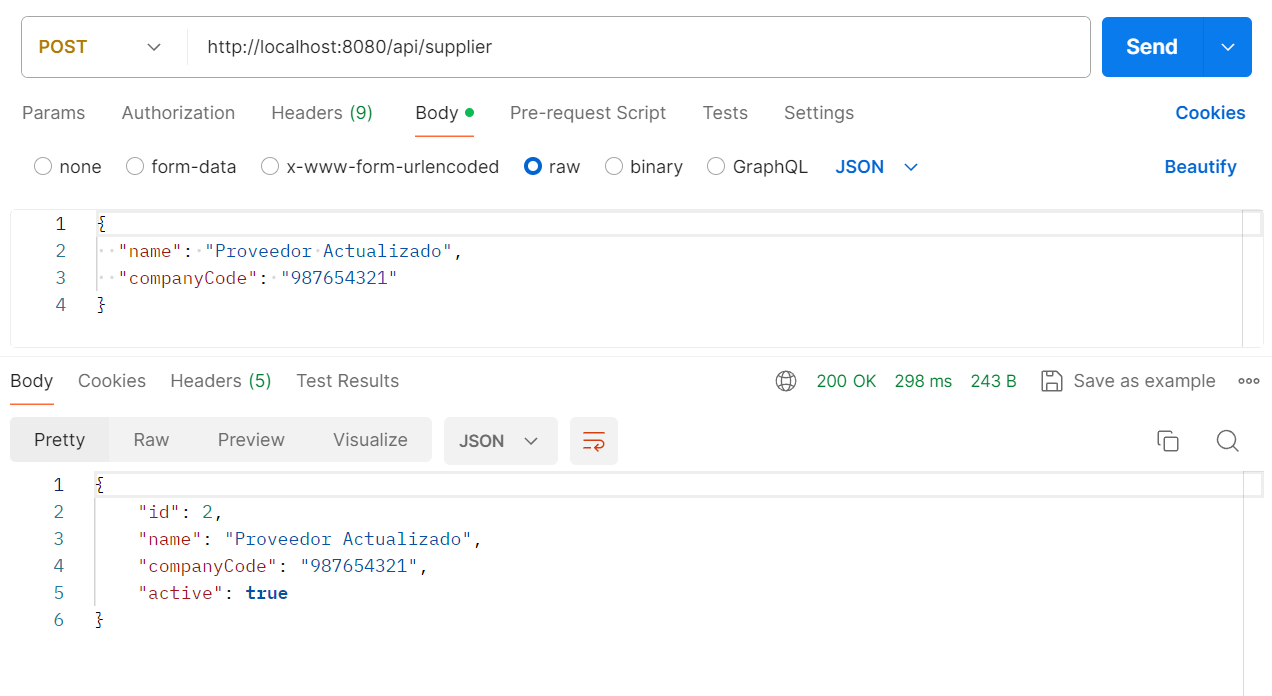 POST http://localhost:8080/api/supplier Send
Params Authorization Headers (9) Body Pre-request Script Tests Settings Cookies
none form-data x-www-form-urlencoded raw binary GraphQL JSON Beautify
1 {
2 "name": "Proveedor Actualizado",
3 "companyCode": "987654321"
4 }
Body Cookies Headers (5) Test Results 200 OK 298 ms 243 B Save as example
Pretty Raw Preview Visualize JSON
1 {
2 "id": 2,
3 "name": "Proveedor Actualizado",
4 "companyCode": "987654321",
5 "active": true
6 }